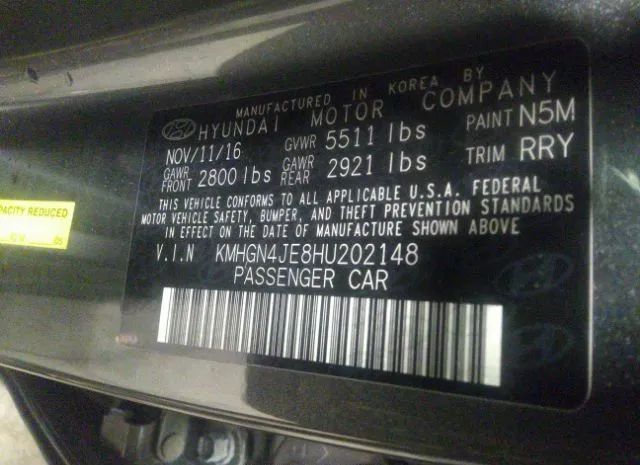 MANUFACTURED IN KOREA BY
HYUNDAI MOTOR COMPANY
NOV/11/16 GVWR 5511 lbs PAINT N5M
GAWR FRONT 2800 lbs GAWR REAR 2921 lbs TRIM RRY
THIS VEHICLE CONFORMS TO ALL APPLICABLE U.S.A. FEDERAL
MOTOR VEHICLE SAFETY, BUMPER, AND THEFT PREVENTION STANDARDS
IN EFFECT ON THE DATE OF MANUFACTURE SHOWN ABOVE
V.I.N KMHGN4JE8HU202148
PASSENGER CAR
PACITY REDUCED